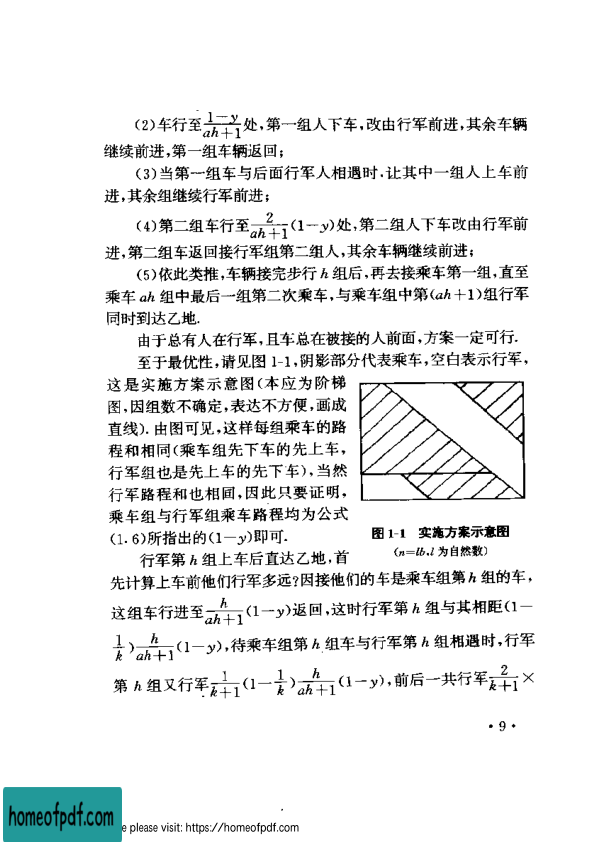 (2)车行至(1-y)/(ah+1)处,第一组人下车,改由行军前进,其余车辆
继续前进,第一组车辆返回;
(3)当第一组车与后面行军人相遇时.让其中一组人上车前
进,其余组继续行军前进;
(4)第二组车行至2/(ah+1)(1-y)处,第二组人下车改由行军前
进,第二组车返回接行军组第二组人,其余车辆继续前进;
(5)依此类推,车辆接完步行h组后,再去接乘车第一组,直至
乘车ah组中最后一组第二次乘车,与乘车组中第(ah+1)组行军
同时到达乙地.
由于总有人在行军,且车总在被接的人前面,方案一定可行.
至于最优性,请见图1-1,阴影部分代表乘车,空白表示行军,
这是实施方案示意图(本应为阶梯
图,因组数不确定,表达不方便,画成
直线).由图可见,这样每组乘车的路
程和相同(乘车组先下车的先上车,
行军组也是先上车的先下车),当然
行军路程和也相同,因此只要证明,
乘车组与行军组乘车路程均为公式
(1.6)所指出的(1-y)即可.
图1-1 实施方案示意图
(n=lb,l为自然数)
行军第h组上车后直达乙地,首
先计算上车前他们行军多远?因接他们的车是乘车组第h组的车,
这组车行进至h/(ah+1)(1-y)返回,这时行军第h组与其相距(1-
1/k)h/(ah+1)(1-y),待乘车组第h组车与行军第h组相遇时,行军
第h组又行军1/(k+1)(1-1/k)h/(ah+1)(1-y),前后一共行军2/(k+1)×
·9·
homeofpdf.com
e please visit: https://homeofpdf.com